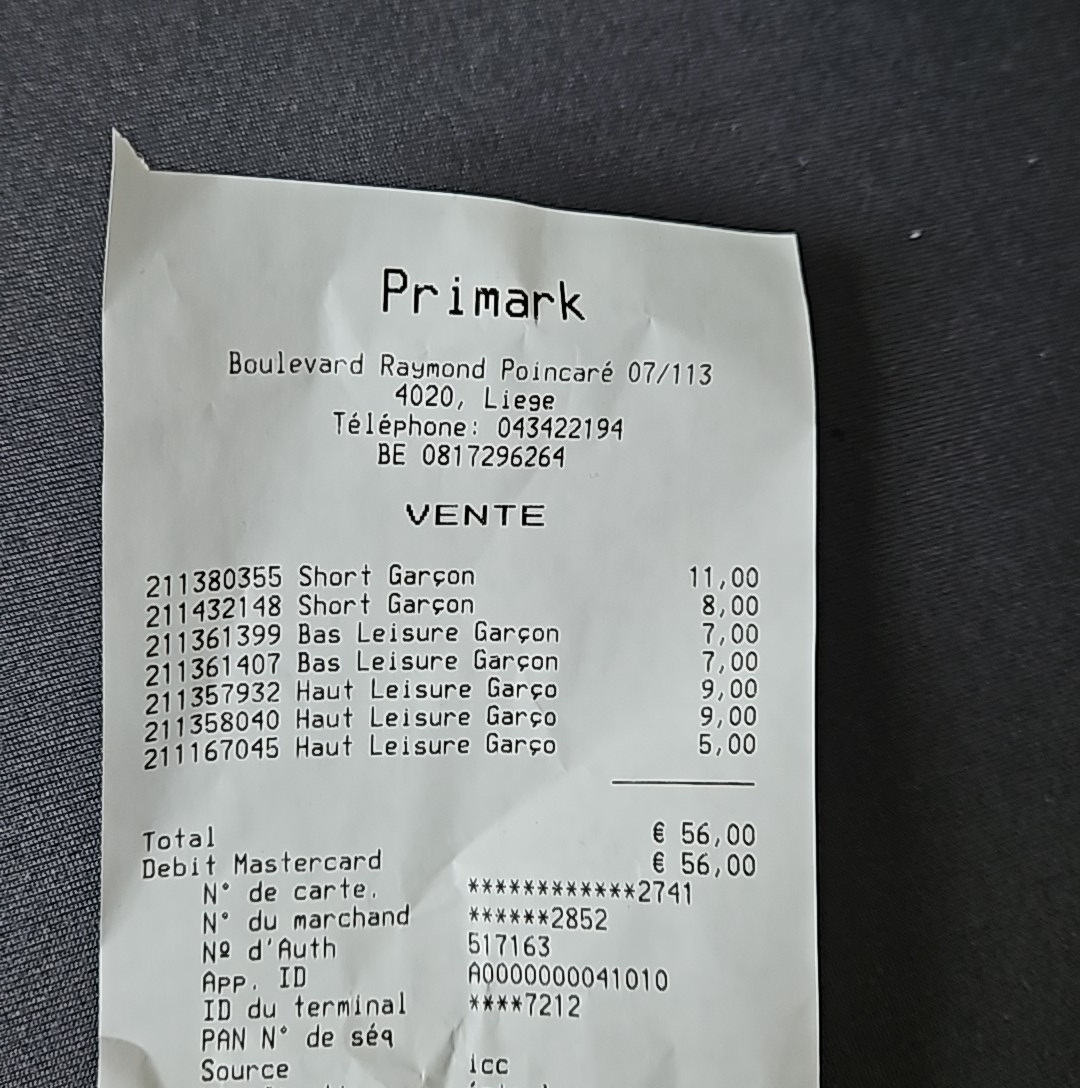 Primark
Boulevard Raymond Poincaré 07/113
4020, Liege
Téléphone: 043422194
BE 0817296264
VENTE
211380355 Short Garçon 11,00
211432148 Short Garçon 8,00
211361399 Bas Leisure Garçon 7,00
211361407 Bas Leisure Garçon 7,00
211357932 Haut Leisure Garço 9,00
211358040 Haut Leisure Garço 9,00
211167045 Haut Leisure Garço 5,00
Total € 56,00
Debit Mastercard € 56,00
N° de carte. ************2741
N° du marchand ******2852
Nº d'Auth 517163
App. ID A0000000041010
ID du terminal ****7212
PAN N° de séq
Source icc